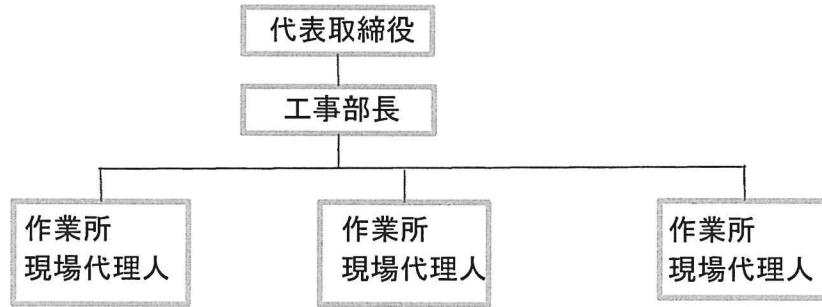 代表取締役
工事部長
作業所
現場代理人
作業所
現場代理人
作業所
現場代理人